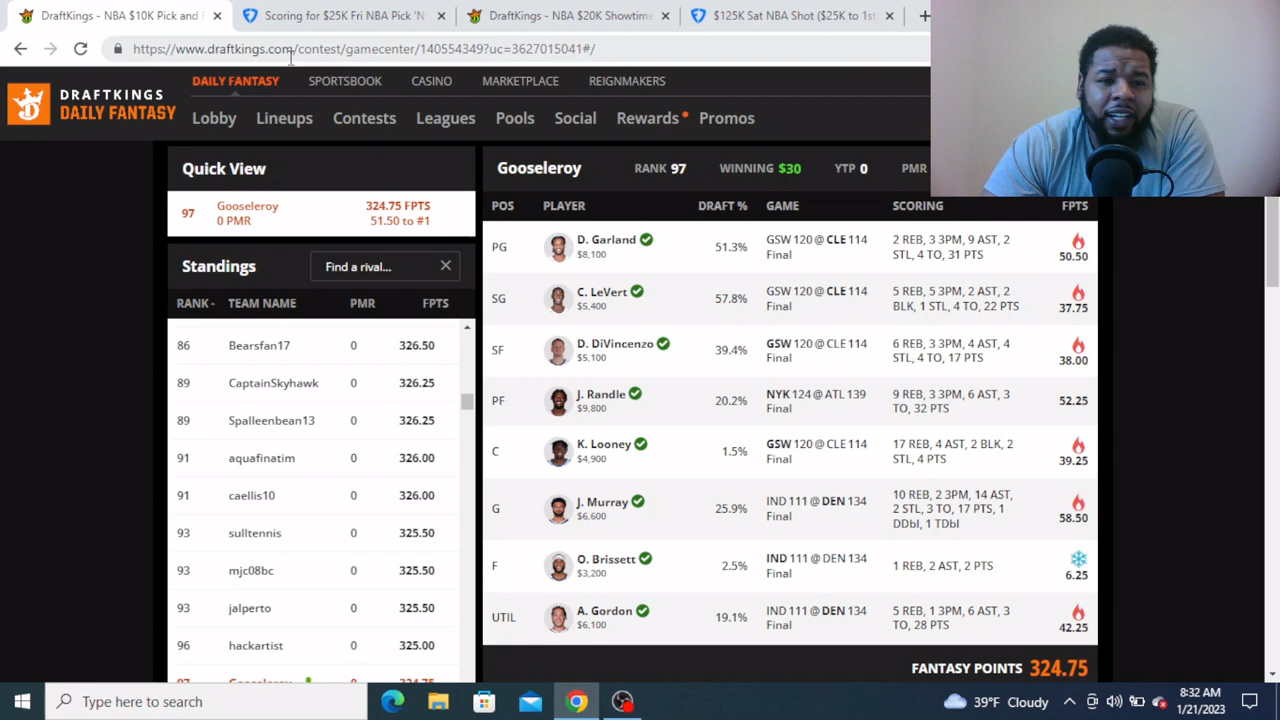 DraftKings - NBA $10K Pick and
Scoring for $25K Fri NBA Pick 'N'
DraftKings - NBA $20K Showtime
$125K Sat NBA Shot ($25K to 1st
https://www.draftkings.com/contest/gamecenter/140554349?uc=3627015041#/
DRAFTKINGS
DAILY FANTASY
DAILY FANTASY SPORTSBOOK CASINO MARKETPLACE REIGNMAKERS
Lobby Lineups Contests Leagues Pools Social Rewards Promos
Quick View
97 Gooseleroy 324.75 FPTS
0 PMR 51.50 to #1
Standings Find a rival...
RANK TEAM NAME PMR FPTS
86 Bearsfan17 0 326.50
89 CaptainSkyhawk 0 326.25
89 Spalleenbean13 0 326.25
91 aquafinatim 0 326.00
91 caellis10 0 326.00
93 sulltennis 0 325.50
93 mjc08bc 0 325.50
93 jalperto 0 325.50
96 hackartist 0 325.00
97 Gooseleroy 0 324.75
Gooseleroy RANK 97 WINNING $30 YTP 0 PMR
POS PLAYER DRAFT % GAME SCORING FPTS
PG D. Garland $8,100 51.3% GSW 120 @ CLE 114 Final 2 REB, 3 3PM, 9 AST, 2 STL, 4 TO, 31 PTS 50.50
SG C. LeVert $5,400 57.8% GSW 120 @ CLE 114 Final 5 REB, 5 3PM, 2 AST, 2 BLK, 1 STL, 4 TO, 22 PTS 37.75
SF D. DiVincenzo $5,100 39.4% GSW 120 @ CLE 114 Final 6 REB, 3 3PM, 4 AST, 4 STL, 4 TO, 17 PTS 38.00
PF J. Randle $9,800 20.2% NYK 124 @ ATL 139 Final 9 REB, 3 3PM, 6 AST, 3 TO, 32 PTS 52.25
C K. Looney $4,900 1.5% GSW 120 @ CLE 114 Final 17 REB, 4 AST, 2 BLK, 2 STL, 4 PTS 39.25
G J. Murray $6,600 25.9% IND 111 @ DEN 134 Final 10 REB, 2 3PM, 14 AST, 2 STL, 3 TO, 17 PTS, 1 DDbl, 1 TDbl 58.50
F O. Brissett $3,200 2.5% IND 111 @ DEN 134 Final 1 REB, 2 AST, 2 PTS 6.25
UTIL A. Gordon $6,100 19.1% IND 111 @ DEN 134 Final 5 REB, 1 3PM, 6 AST, 3 TO, 28 PTS 42.25
FANTASY POINTS 324.75
Type here to search
39°F Cloudy
8:32 AM
1/21/2023